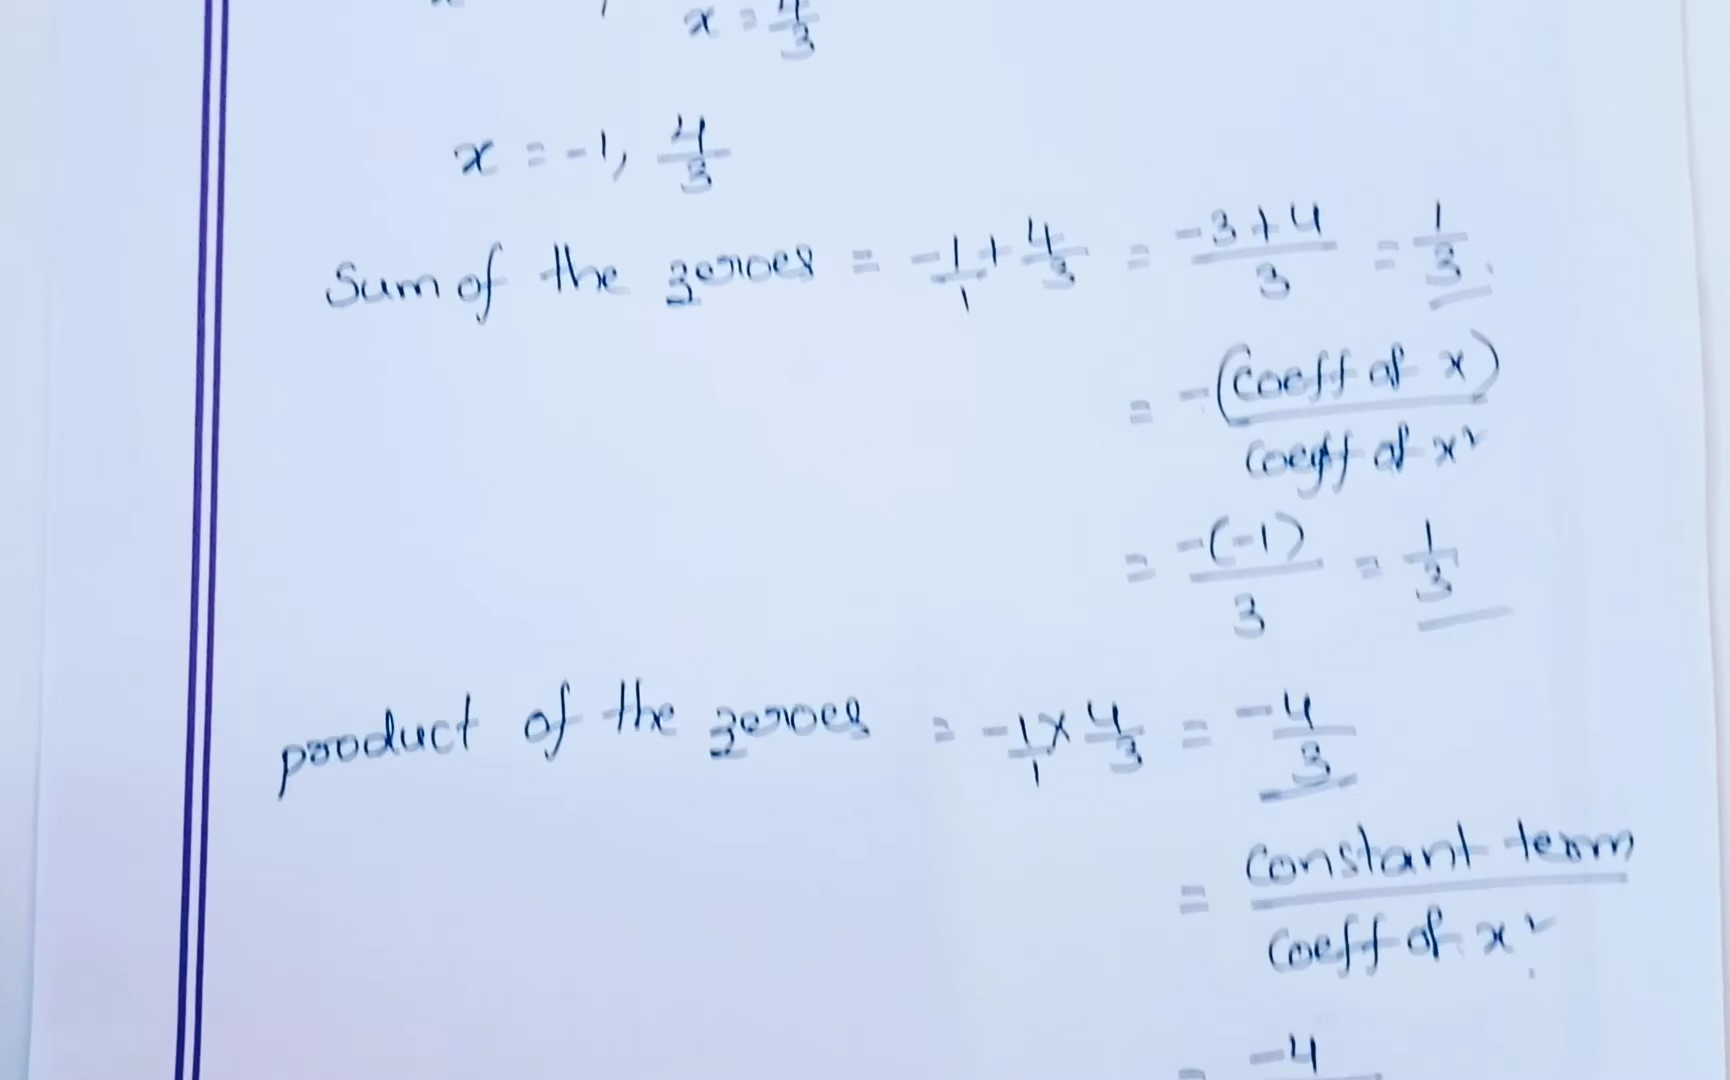 x = 4/3
x = -1, 4/3
Sum of the zeroes = -1/1 + 4/3 = -3+4/3 = 1/3.
= -(coeff of x)/coeff of x²
= -(-1)/3 = 1/3
product of the zeroes = -1/1 × 4/3 = -4/3
= constant term/coeff of x²
= -4